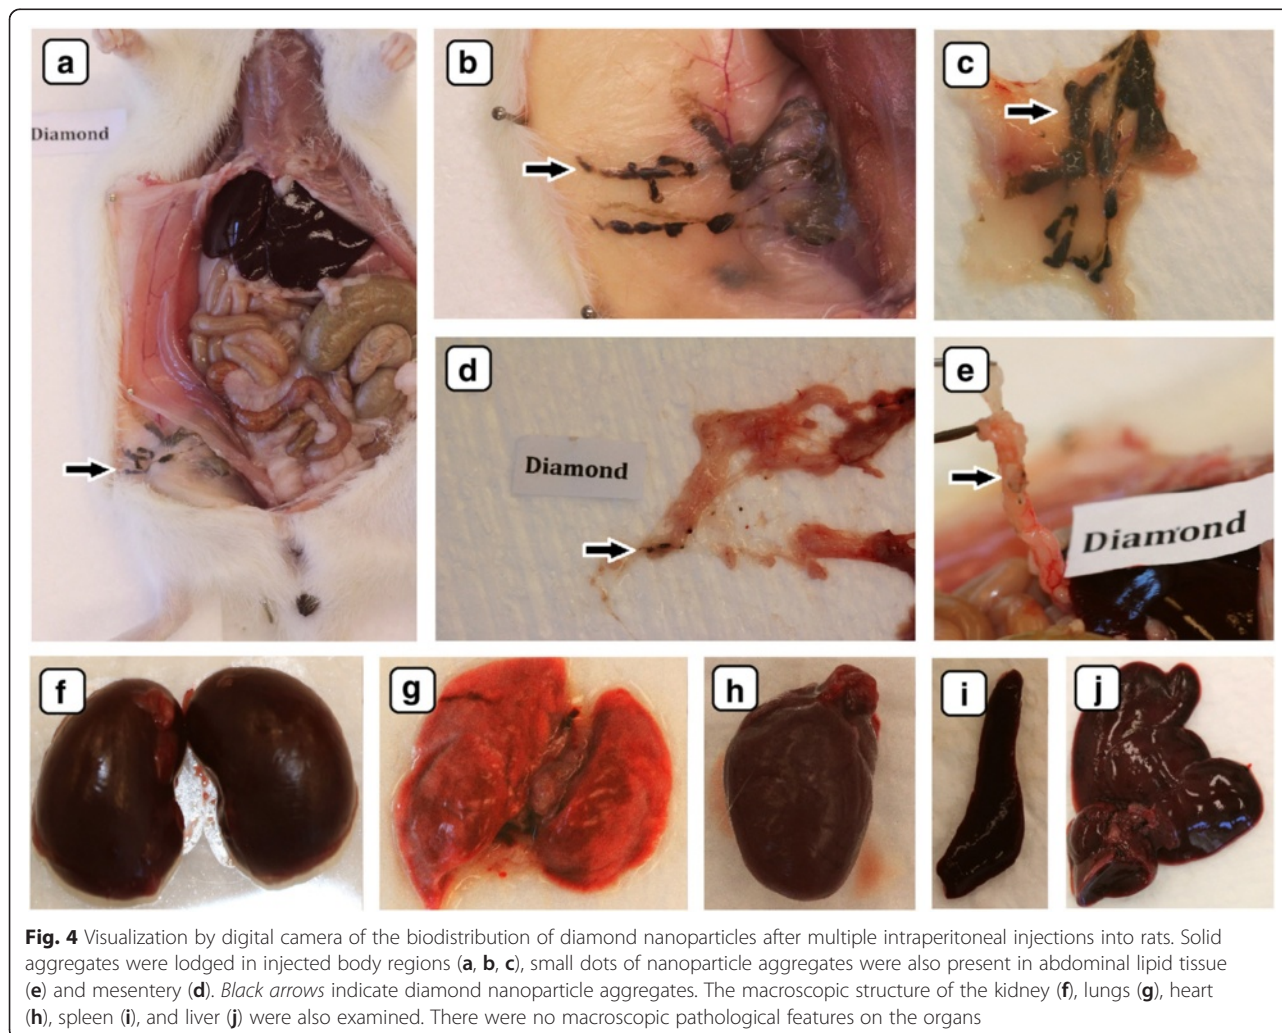 a
b
c
Diamond
d
e
Diamond
Diamond
f
g
h
i
j
Fig. 4 Visualization by digital camera of the biodistribution of diamond nanoparticles after multiple intraperitoneal injections into rats. Solid
aggregates were lodged in injected body regions (a, b, c), small dots of nanoparticle aggregates were also present in abdominal lipid tissue
(e) and mesentery (d). Black arrows indicate diamond nanoparticle aggregates. The macroscopic structure of the kidney (f), lungs (g), heart
(h), spleen (i), and liver (j) were also examined. There were no macroscopic pathological features on the organs